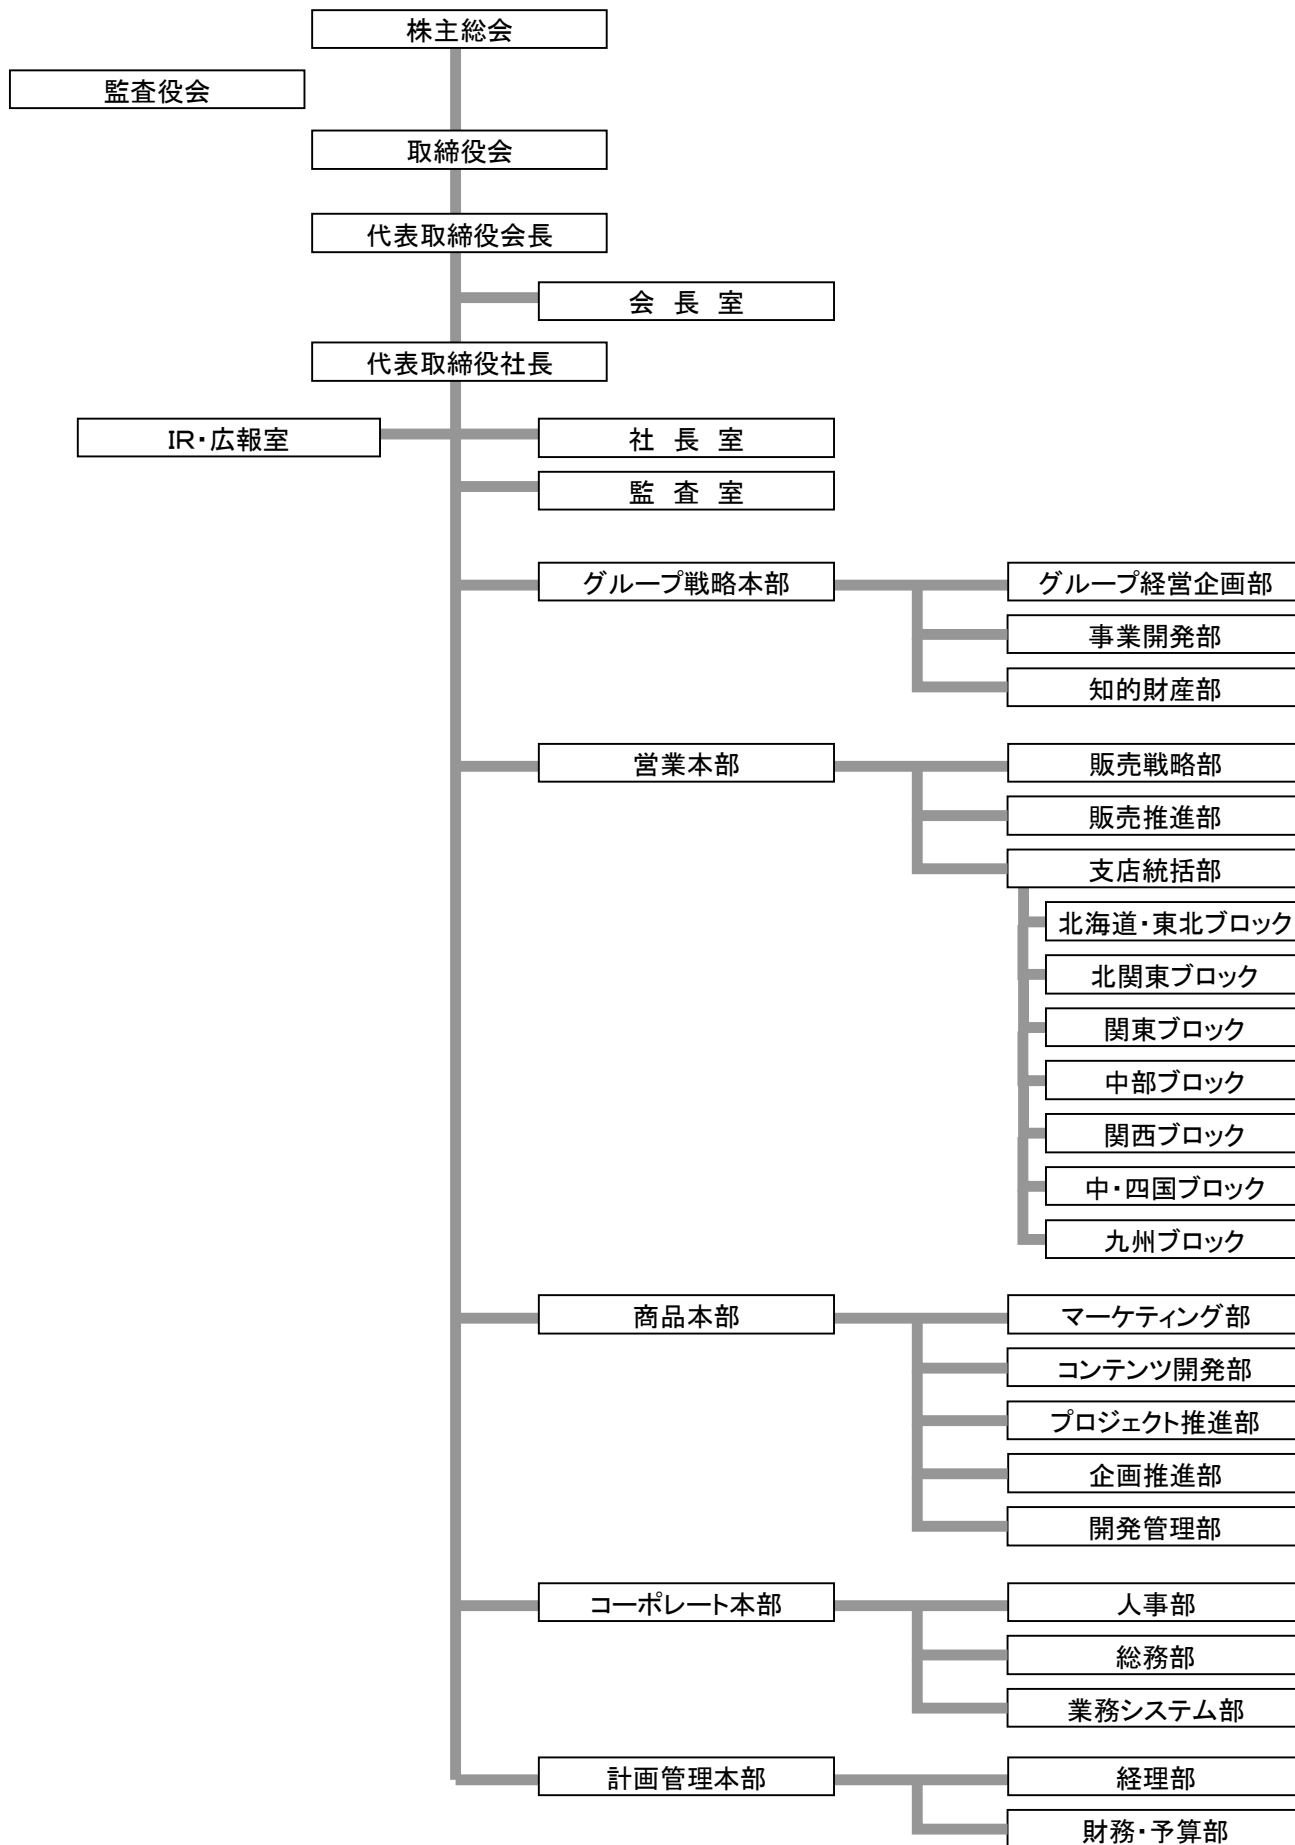 株主総会
監査役会
取締役会
代表取締役会長
会 長 室
代表取締役社長
IR・広報室
社 長 室
監 査 室
グループ戦略本部
グループ経営企画部
事業開発部
知的財産部
営業本部
販売戦略部
販売推進部
支店統括部
北海道・東北ブロック
北関東ブロック
関東ブロック
中部ブロック
関西ブロック
中・四国ブロック
九州ブロック
商品本部
マーケティング部
コンテンツ開発部
プロジェクト推進部
企画推進部
開発管理部
コーポレート本部
人事部
総務部
業務システム部
計画管理本部
経理部
財務・予算部